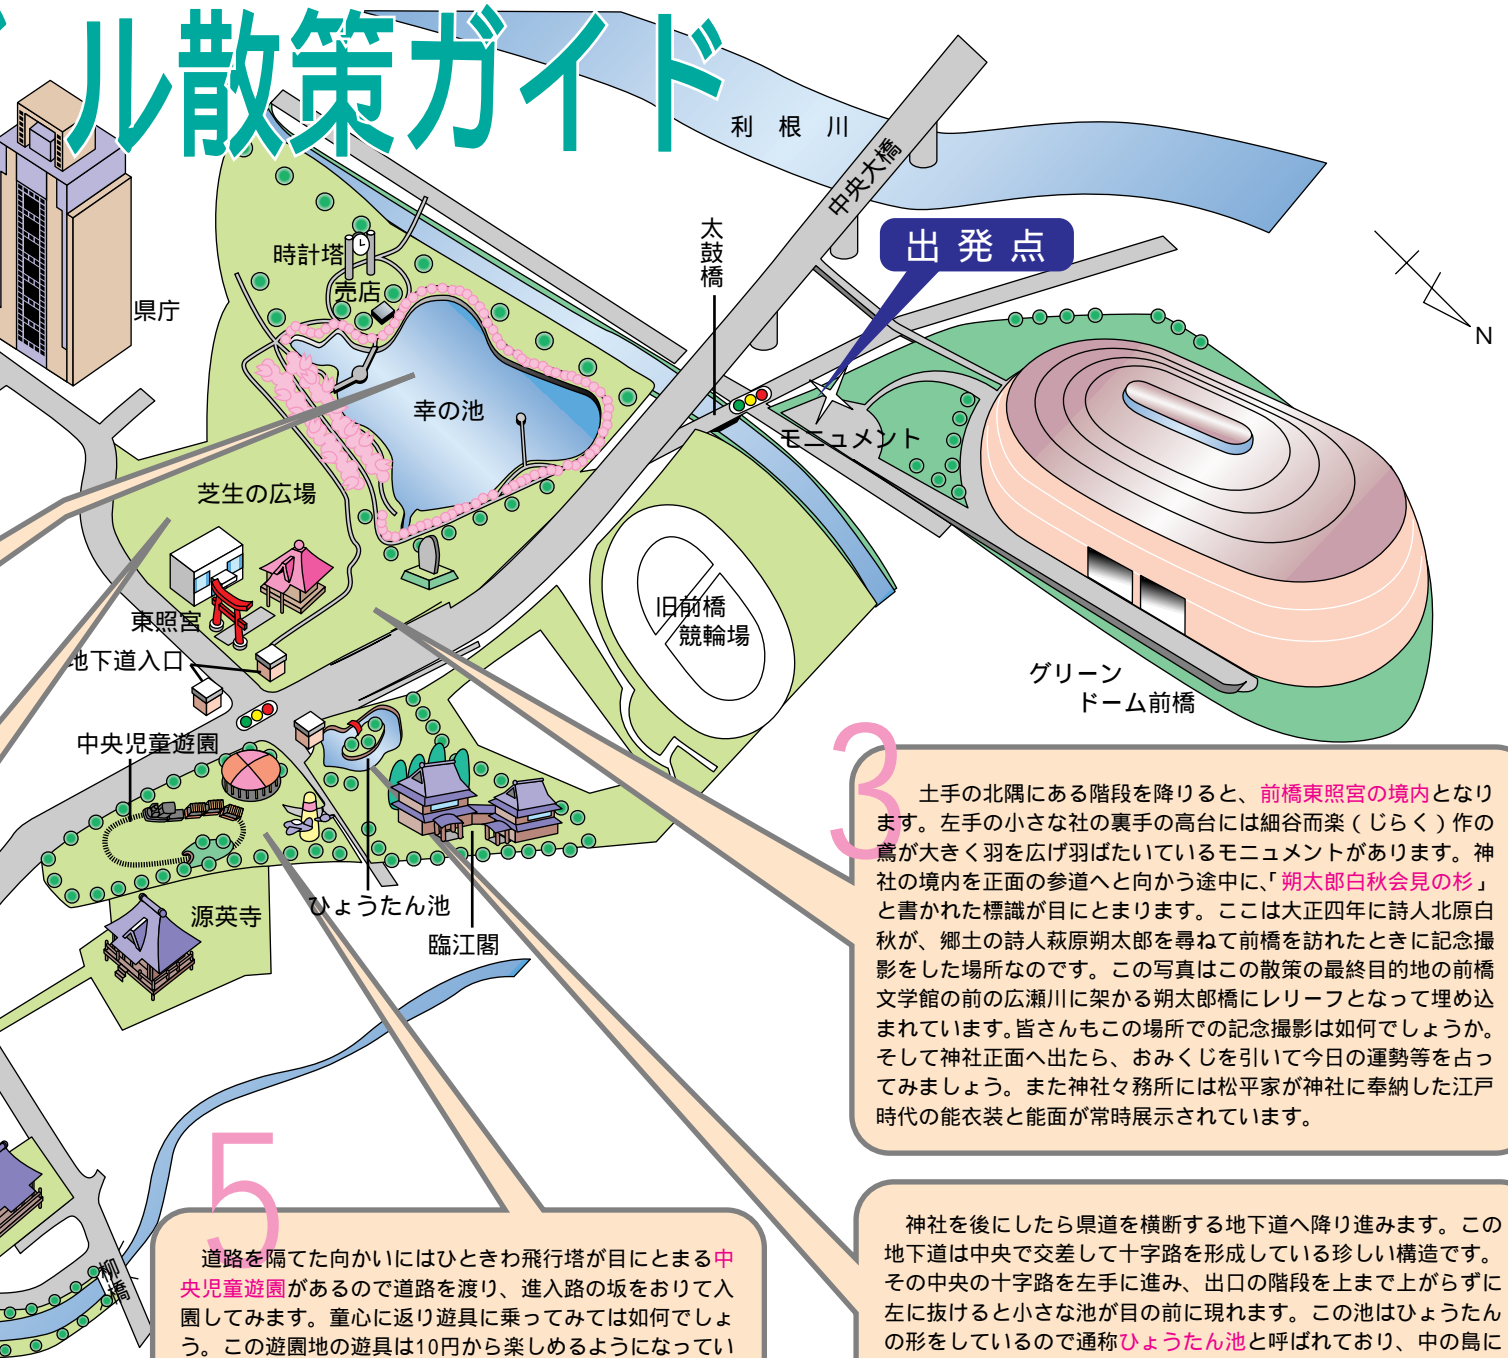 ル散策ガイド
利根川
中央大橋
太鼓橋
出発点
N
時計塔
売店
県庁
幸の池
モニュメント
芝生の広場
旧前橋
競輪場
東照宮
地下道入口
グリーン
ドーム前橋
中央児童遊園
源英寺
ひょうたん池
臨江閣
柳橋
3
土手の北隅にある階段を降りると、前橋東照宮の境内となり
ます。左手の小さな社の裏手の高台には細谷而楽（じらく）作の
鳶が大きく羽を広げ羽ばたいているモニュメントがあります。神
社の境内を正面の参道へと向かう途中に、「朔太郎白秋会見の杉」
と書かれた標識が目にとまります。ここは大正四年に詩人北原白
秋が、郷土の詩人萩原朔太郎を尋ねて前橋を訪れたときに記念撮
影をした場所なのです。この写真はこの散策の最終目的地の前橋
文学館の前の広瀬川に架かる朔太郎橋にレリーフとなって埋め込
まれています。皆さんもこの場所での記念撮影は如何でしょうか。
そして神社正面へ出たら、おみくじを引いて今日の運勢等を占っ
てみましょう。また神社々務所には松平家が神社に奉納した江戸
時代の能衣装と能面が常時展示されています。
5
道路を隔てた向かいにはひときわ飛行塔が目にとまる中
央児童遊園があるので道路を渡り、進入路の坂をおりて入
園してみます。童心に返り遊具に乗ってみては如何でしょ
う。この遊園地の遊具は10円から楽しめるようになってい
神社を後にしたら県道を横断する地下道へ降り進みます。この
地下道は中央で交差して十字路を形成している珍しい構造です。
その中央の十字路を左手に進み、出口の階段を上まで上がらずに
左に抜けると小さな池が目の前に現れます。この池はひょうたん
の形をしているので通称ひょうたん池と呼ばれており、中の島に